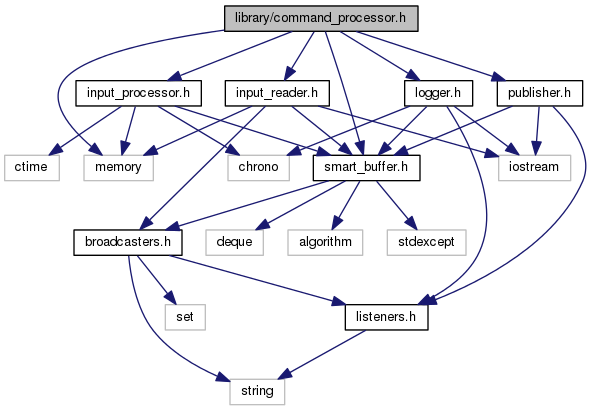 library/command_processor.h
input_processor.h
input_reader.h
logger.h
publisher.h
ctime
memory
chrono
smart_buffer.h
iostream
broadcasters.h
deque
algorithm
stdexcept
set
listeners.h
string